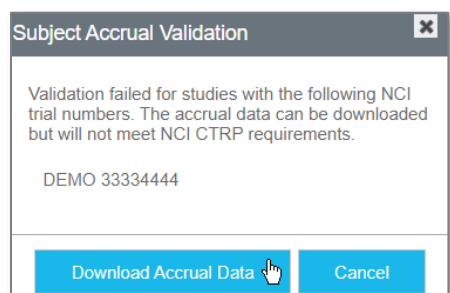 Subject Accrual Validation
Validation failed for studies with the following NCI
trial numbers. The accrual data can be downloaded
but will not meet NCI CTRP requirements.
DEMO 33334444
Download Accrual Data
Cancel